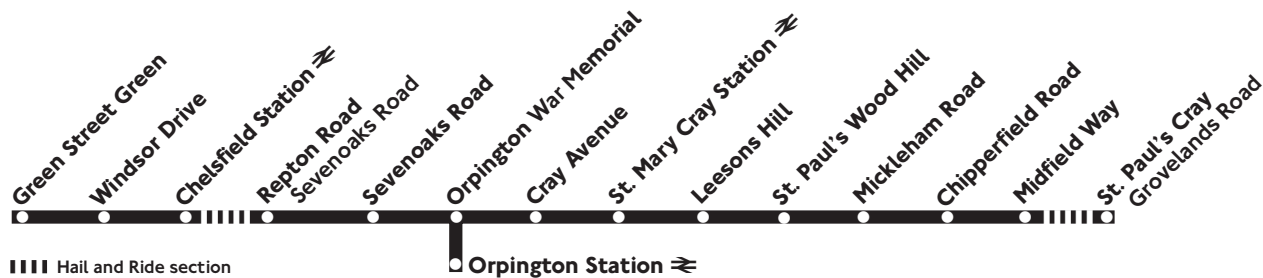 Green Street Green
Windsor Drive
Chelsfield Station
Repton Road
Sevenoaks Road
Sevenoaks Road
Orpington War Memorial
Cray Avenue
St. Mary Cray Station
Leesons Hill
St. Paul's Wood Hill
Mickleham Road
Chipperfield Road
Midfield Way
St. Paul's Cray
Grovelands Road
Orpington Station
Hail and Ride section